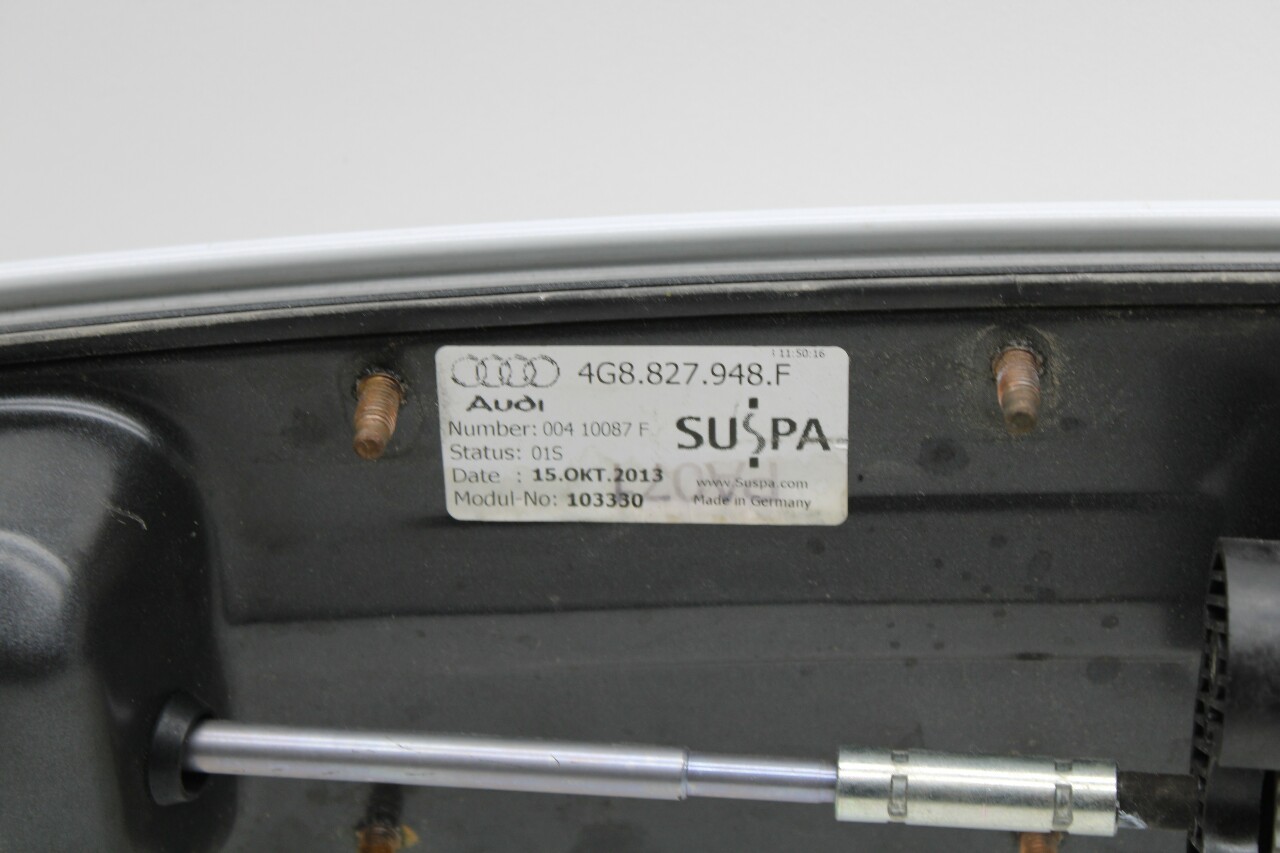 11:50:16
4G8.827.948.F
Audi
Number: 004 10087 F
SUSPA
Status: 01S
Date : 15.OKT.2013
www.Suspa.com
Modul-No: 103330
Made in Germany